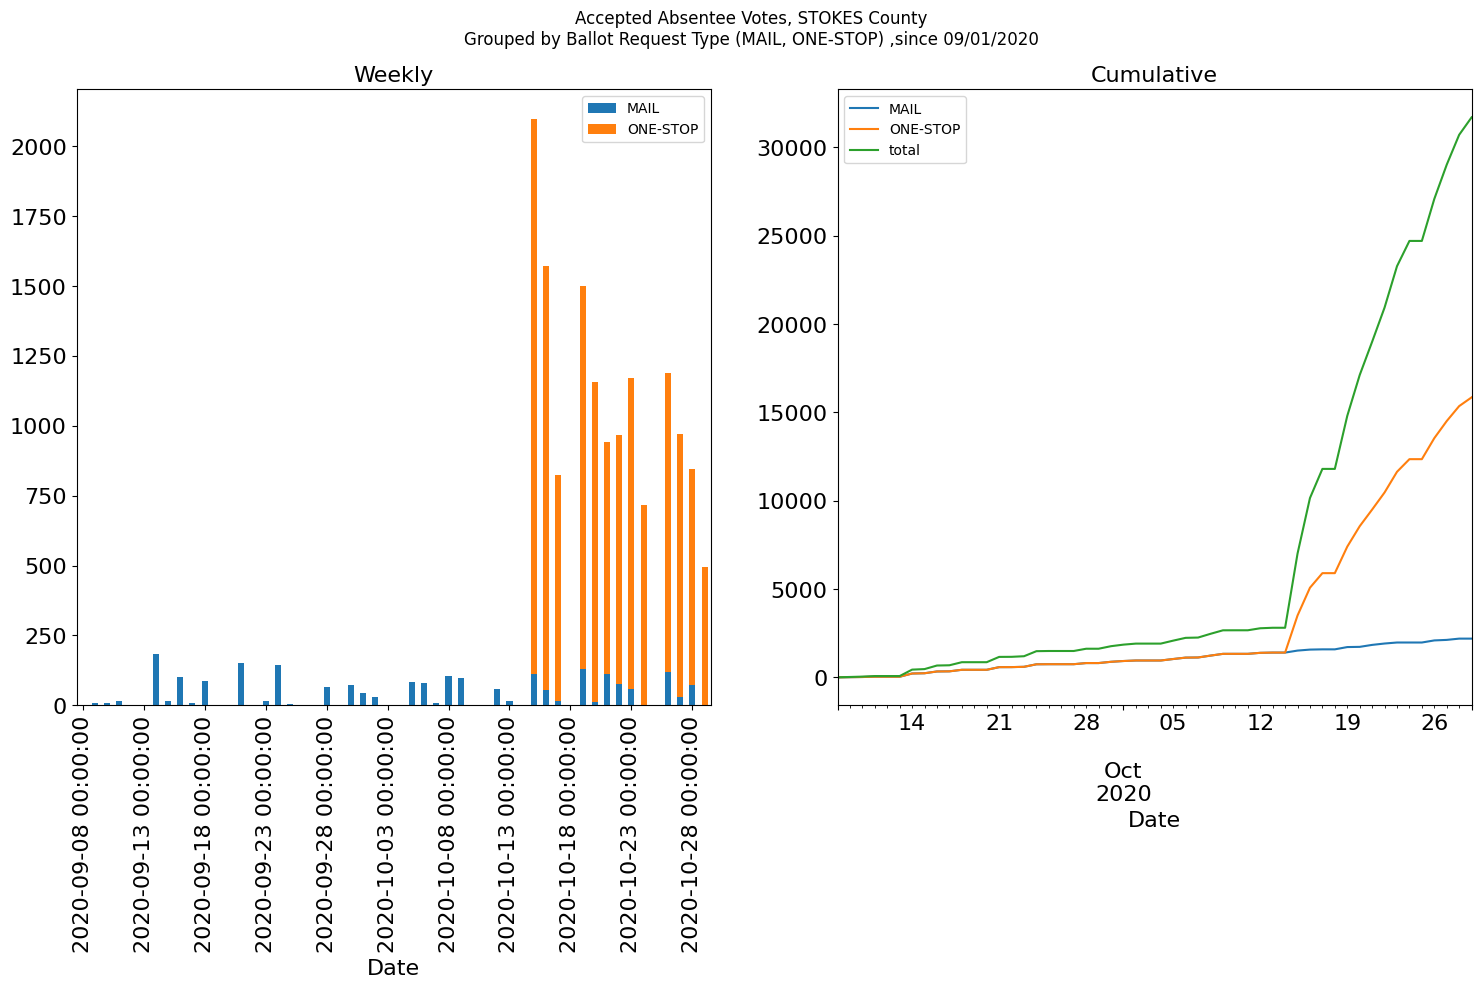 Accepted Absentee Votes, STOKES County
Grouped by Ballot Request Type (MAIL, ONE-STOP) ,since 09/01/2020
Weekly
MAIL
ONE-STOP
2000
1750
1500
1250
1000
750
500
250
0
2020-09-08 00:00:00
2020-09-13 00:00:00
2020-09-18 00:00:00
2020-09-23 00:00:00
2020-09-28 00:00:00
2020-10-03 00:00:00
2020-10-08 00:00:00
2020-10-13 00:00:00
2020-10-18 00:00:00
2020-10-23 00:00:00
2020-10-28 00:00:00
Date
Cumulative
MAIL
ONE-STOP
total
30000
25000
20000
15000
10000
5000
0
14 21 28 05 12 19 26
Oct
2020
Date